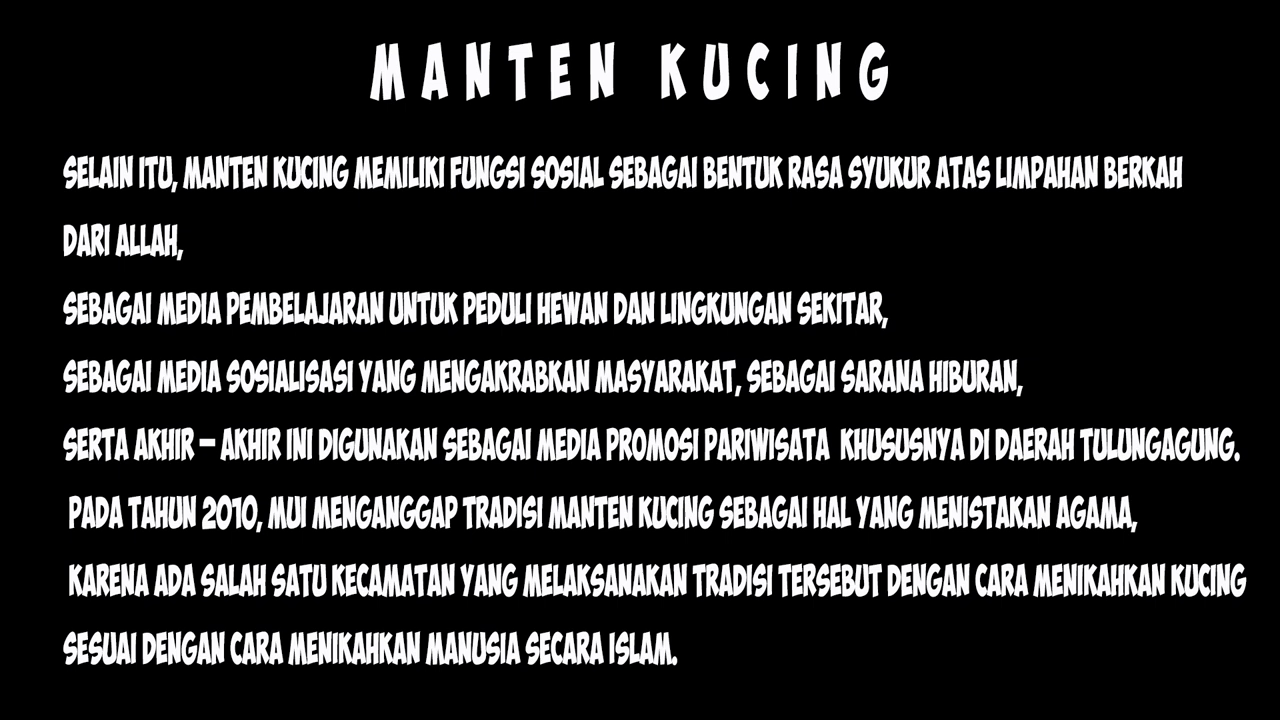 MANTEN KUCING
SELAIN ITU, MANTEN KUCING MEMILIKI FUNGSI SOSIAL SEBAGAI BENTUK RASA SYUKUR ATAS LIMPAHAN BERKAH
DARI ALLAH,
SEBAGAI MEDIA PEMBELAJARAN UNTUK PEDULI HEWAN DAN LINGKUNGAN SEKITAR,
SEBAGAI MEDIA SOSIALISASI YANG MENGAKRABKAN MASYARAKAT, SEBAGAI SARANA HIBURAN,
SERTA AKHIR – AKHIR INI DIGUNAKAN SEBAGAI MEDIA PROMOSI PARIWISATA KHUSUSNYA DI DAERAH TULUNGAGUNG.
PADA TAHUN 2010, MUI MENGANGGAP TRADISI MANTEN KUCING SEBAGAI HAL YANG MENISTAKAN AGAMA,
KARENA ADA SALAH SATU KECAMATAN YANG MELAKSANAKAN TRADISI TERSEBUT DENGAN CARA MENIKAHKAN KUCING
SESUAI DENGAN CARA MENIKAHKAN MANUSIA SECARA ISLAM.